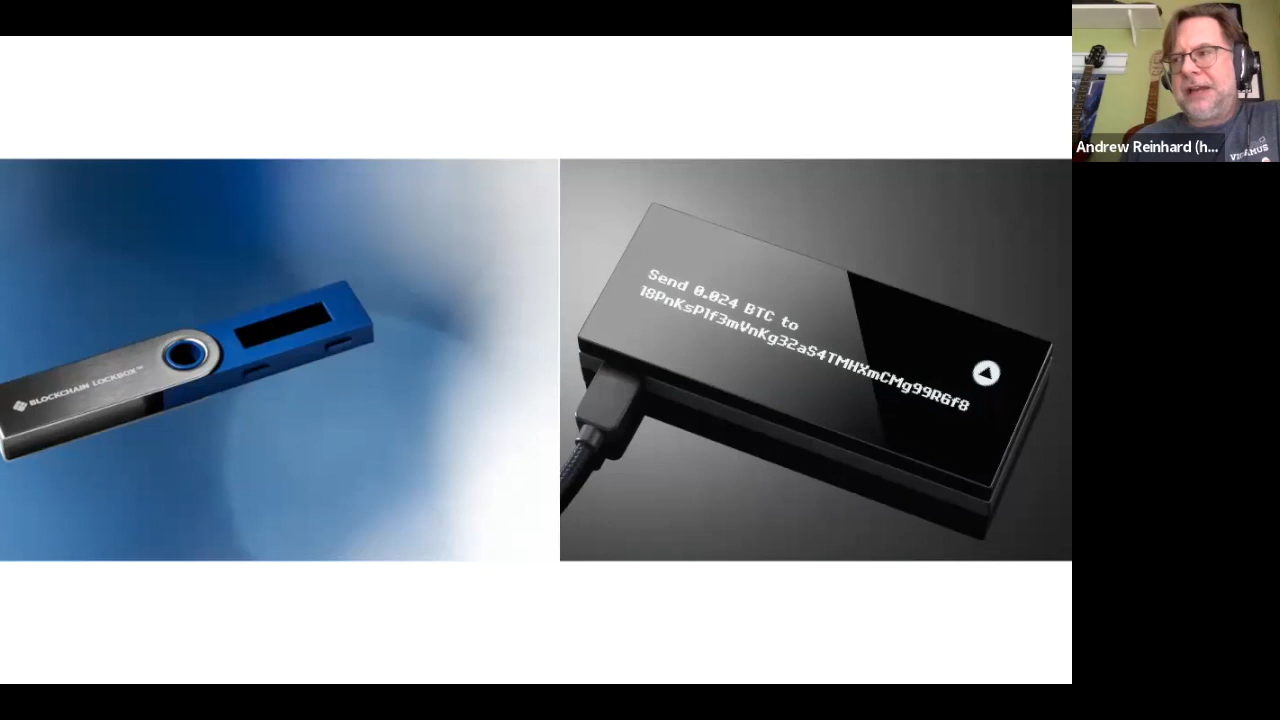 BLOCKCHAIN LOCKBOX™
Send 0.024 BTC to
18PnKsP1f3mVnKg32aS4TMHXmCMg99R6f8
Andrew Reinhard (h...